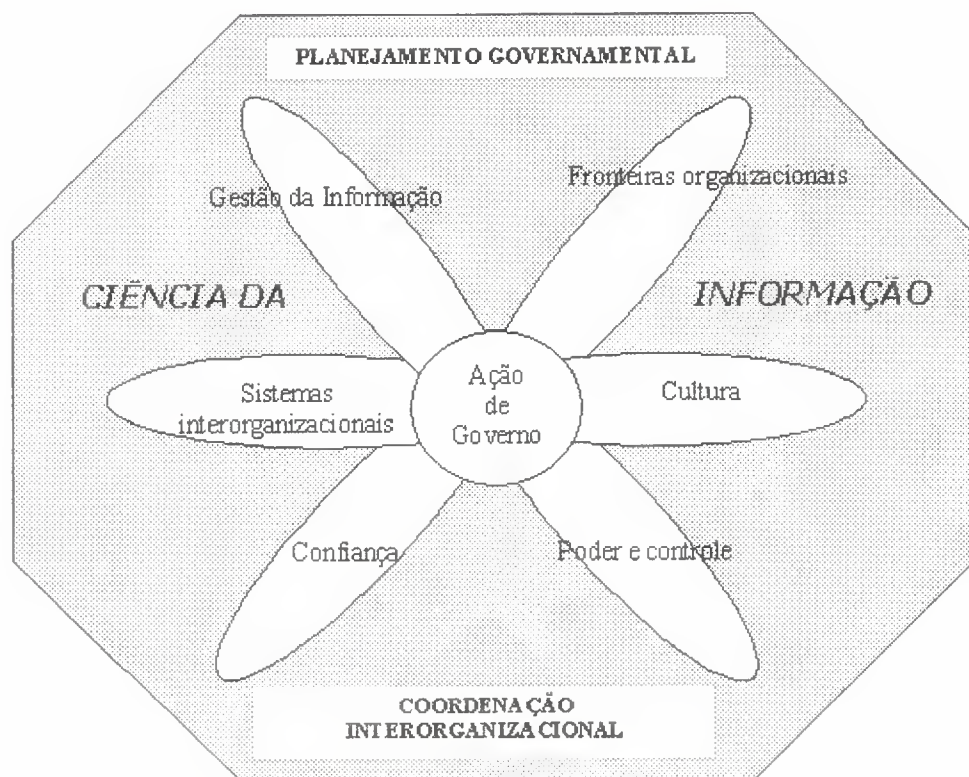 PLANEJAMENTO GOVERNAMENTAL
Fronteiras organizacionais
Gestão da Informação
CIÊNCIA DA
INFORMAÇÃO
Ação
de
Governo
Sistemas
interorganizacionais
Cultura
Confiança
Poder e controle
COORDENAÇÃO
INTERORGANIZACIONAL